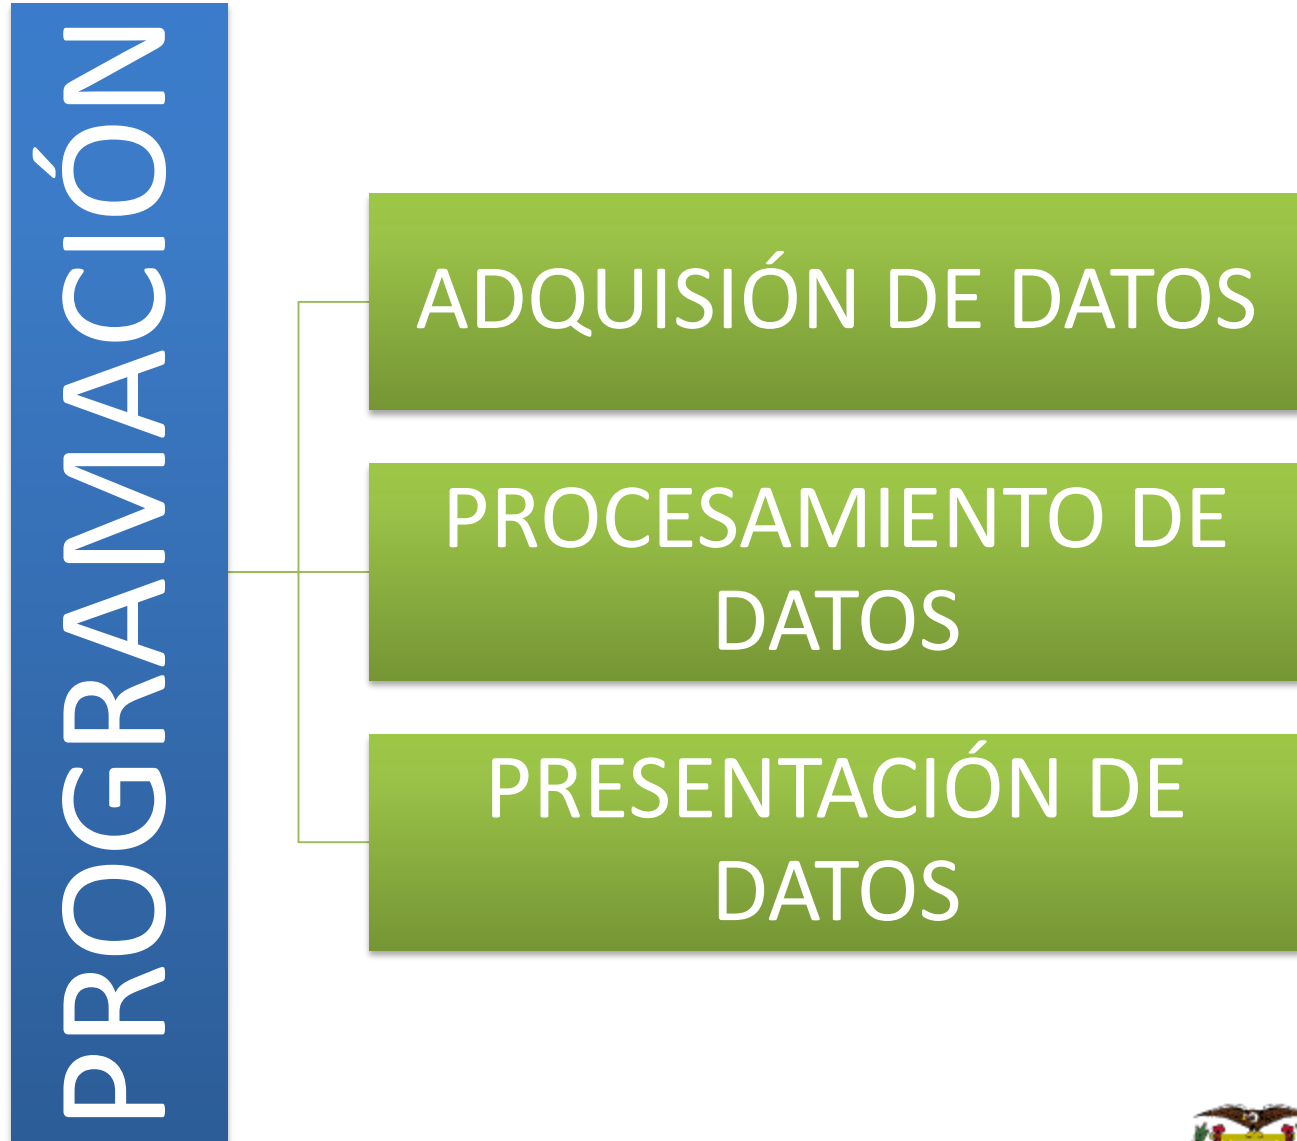 PROGRAMACIÓN
ADQUISIÓN DE DATOS
PROCESAMIENTO DE
DATOS
PRESENTACIÓN DE
DATOS